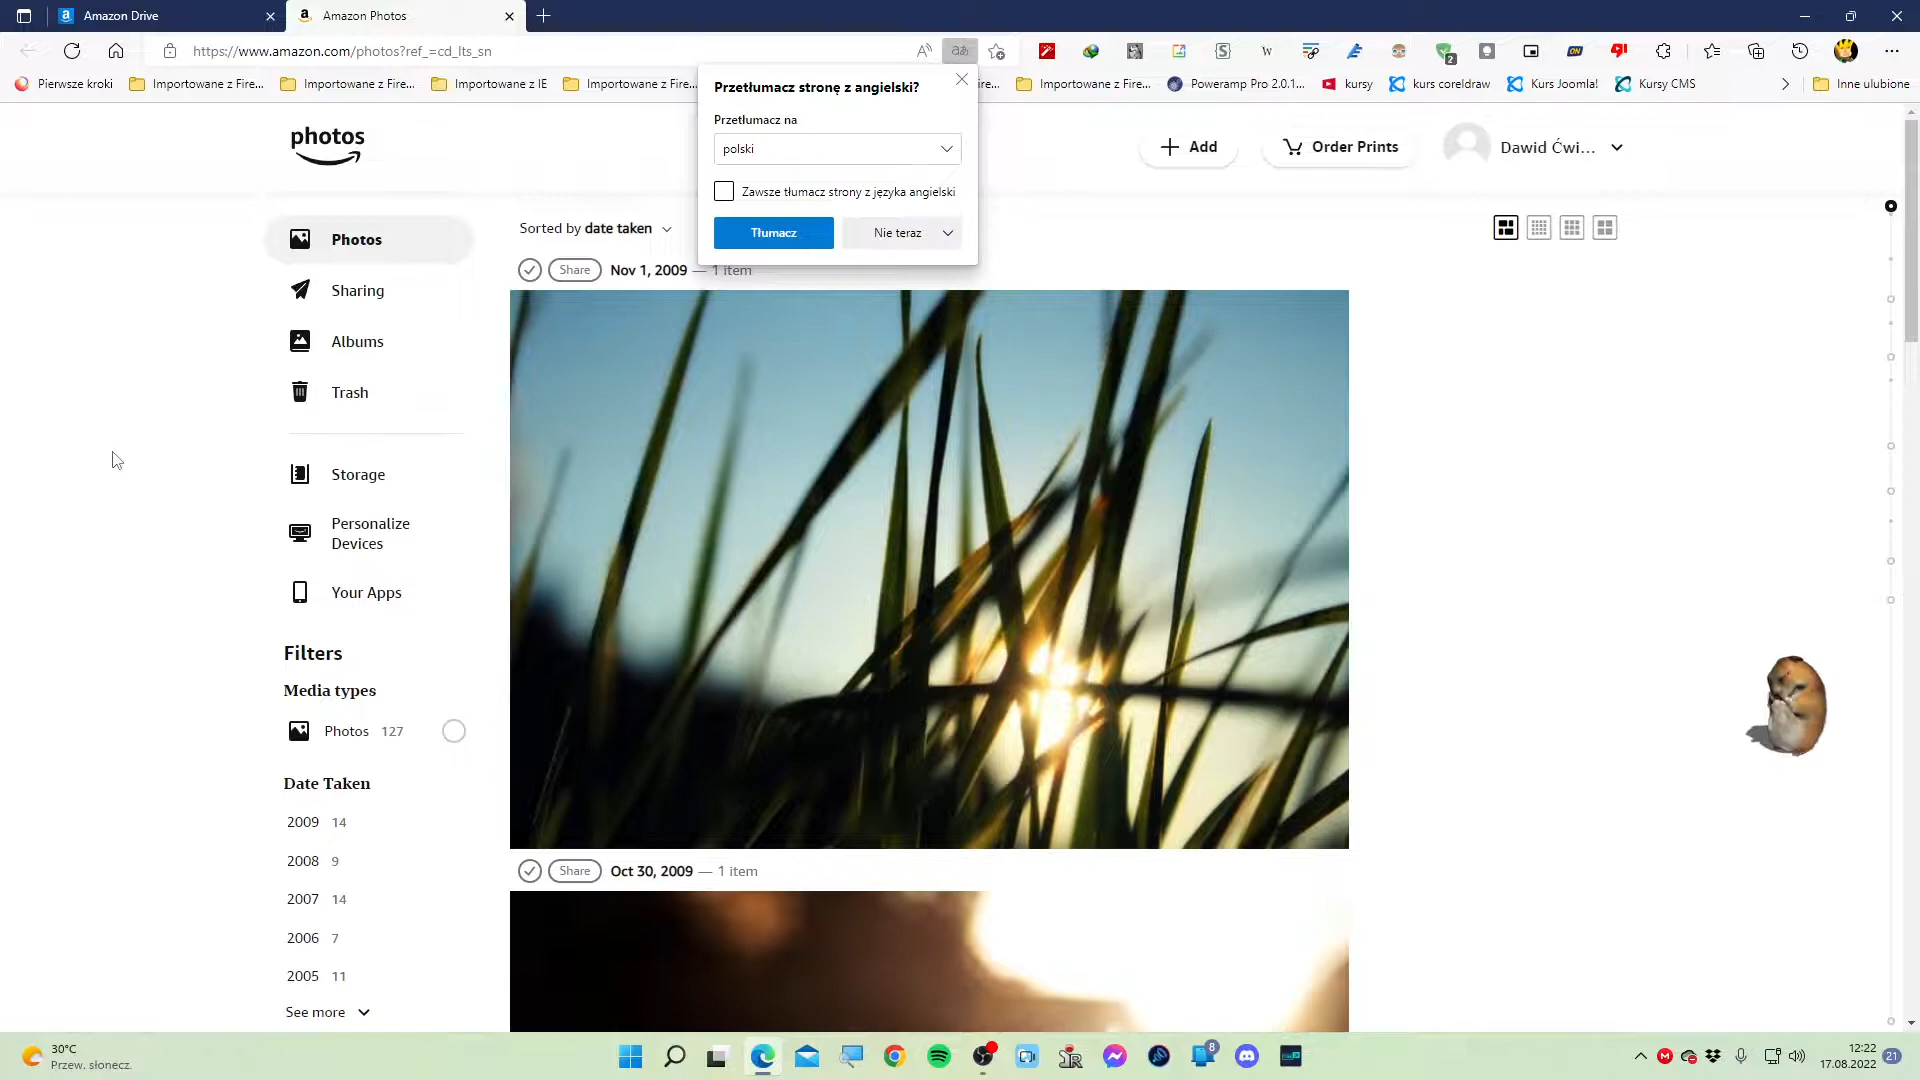 Amazon Drive
Amazon Photos
https://www.amazon.com/photos?ref_=cd_lts_sn
Pierwsze kroki
Importowane z Fire...
Importowane z Fire...
Importowane z IE
Importowane z Fire...
ire...
Importowane z Fire...
Poweramp Pro 2.0.1...
kursy
kurs coreldraw
Kurs Joomla!
Kursy CMS
Inne ulubione
Przetłumacz stronę z angielski?
Przetłumacz na
polski
Zawsze tłumacz strony z języka angielski
Tłumacz
Nie teraz
photos
Add
Order Prints
Dawid Ćwi...
Photos
Sharing
Albums
Trash
Storage
Personalize
Devices
Your Apps
Filters
Media types
Photos 127
Date Taken
2009 14
2008 9
2007 14
2006 7
2005 11
See more
Sorted by date taken
Share Nov 1, 2009 — 1 item
Share Oct 30, 2009 — 1 item
30°C
Przew. słonecz.
8
12:22
17.08.2022
21